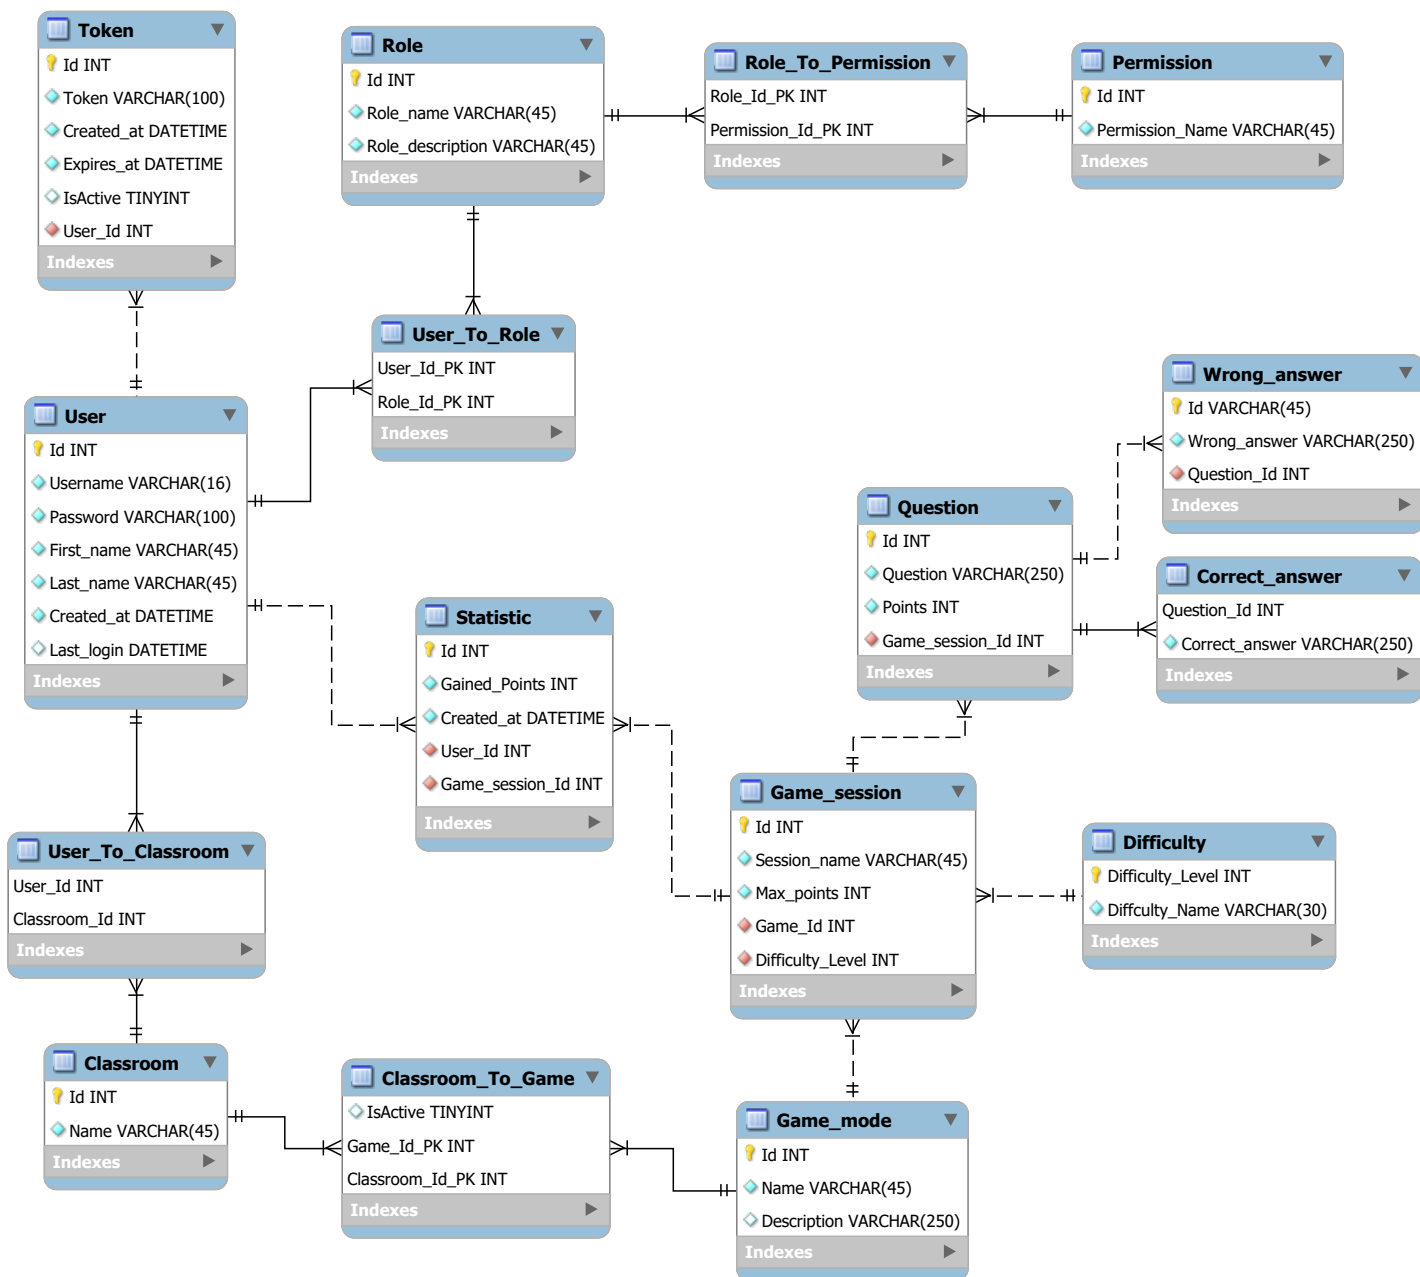 Token
Id INT
Token VARCHAR(100)
Created_at DATETIME
Expires_at DATETIME
IsActive TINYINT
User_Id INT
Indexes
Role
Id INT
Role_name VARCHAR(45)
Role_description VARCHAR(45)
Indexes
Role_To_Permission
Role_Id_PK INT
Permission_Id_PK INT
Indexes
Permission
Id INT
Permission_Name VARCHAR(45)
Indexes
User_To_Role
User_Id_PK INT
Role_Id_PK INT
Indexes
User
Id INT
Username VARCHAR(16)
Password VARCHAR(100)
First_name VARCHAR(45)
Last_name VARCHAR(45)
Created_at DATETIME
Last_login DATETIME
Indexes
Wrong_answer
Id VARCHAR(45)
Wrong_answer VARCHAR(250)
Question_Id INT
Indexes
Question
Id INT
Question VARCHAR(250)
Points INT
Game_session_Id INT
Indexes
Correct_answer
Question_Id INT
Correct_answer VARCHAR(250)
Indexes
Statistic
Id INT
Gained_Points INT
Created_at DATETIME
User_Id INT
Game_session_Id INT
Indexes
Game_session
Id INT
Session_name VARCHAR(45)
Max_points INT
Game_Id INT
Difficulty_Level INT
Indexes
Difficulty
Difficulty_Level INT
Diffculty_Name VARCHAR(30)
Indexes
User_To_Classroom
User_Id INT
Classroom_Id INT
Indexes
Classroom
Id INT
Name VARCHAR(45)
Indexes
Classroom_To_Game
IsActive TINYINT
Game_Id_PK INT
Classroom_Id_PK INT
Indexes
Game_mode
Id INT
Name VARCHAR(45)
Description VARCHAR(250)
Indexes